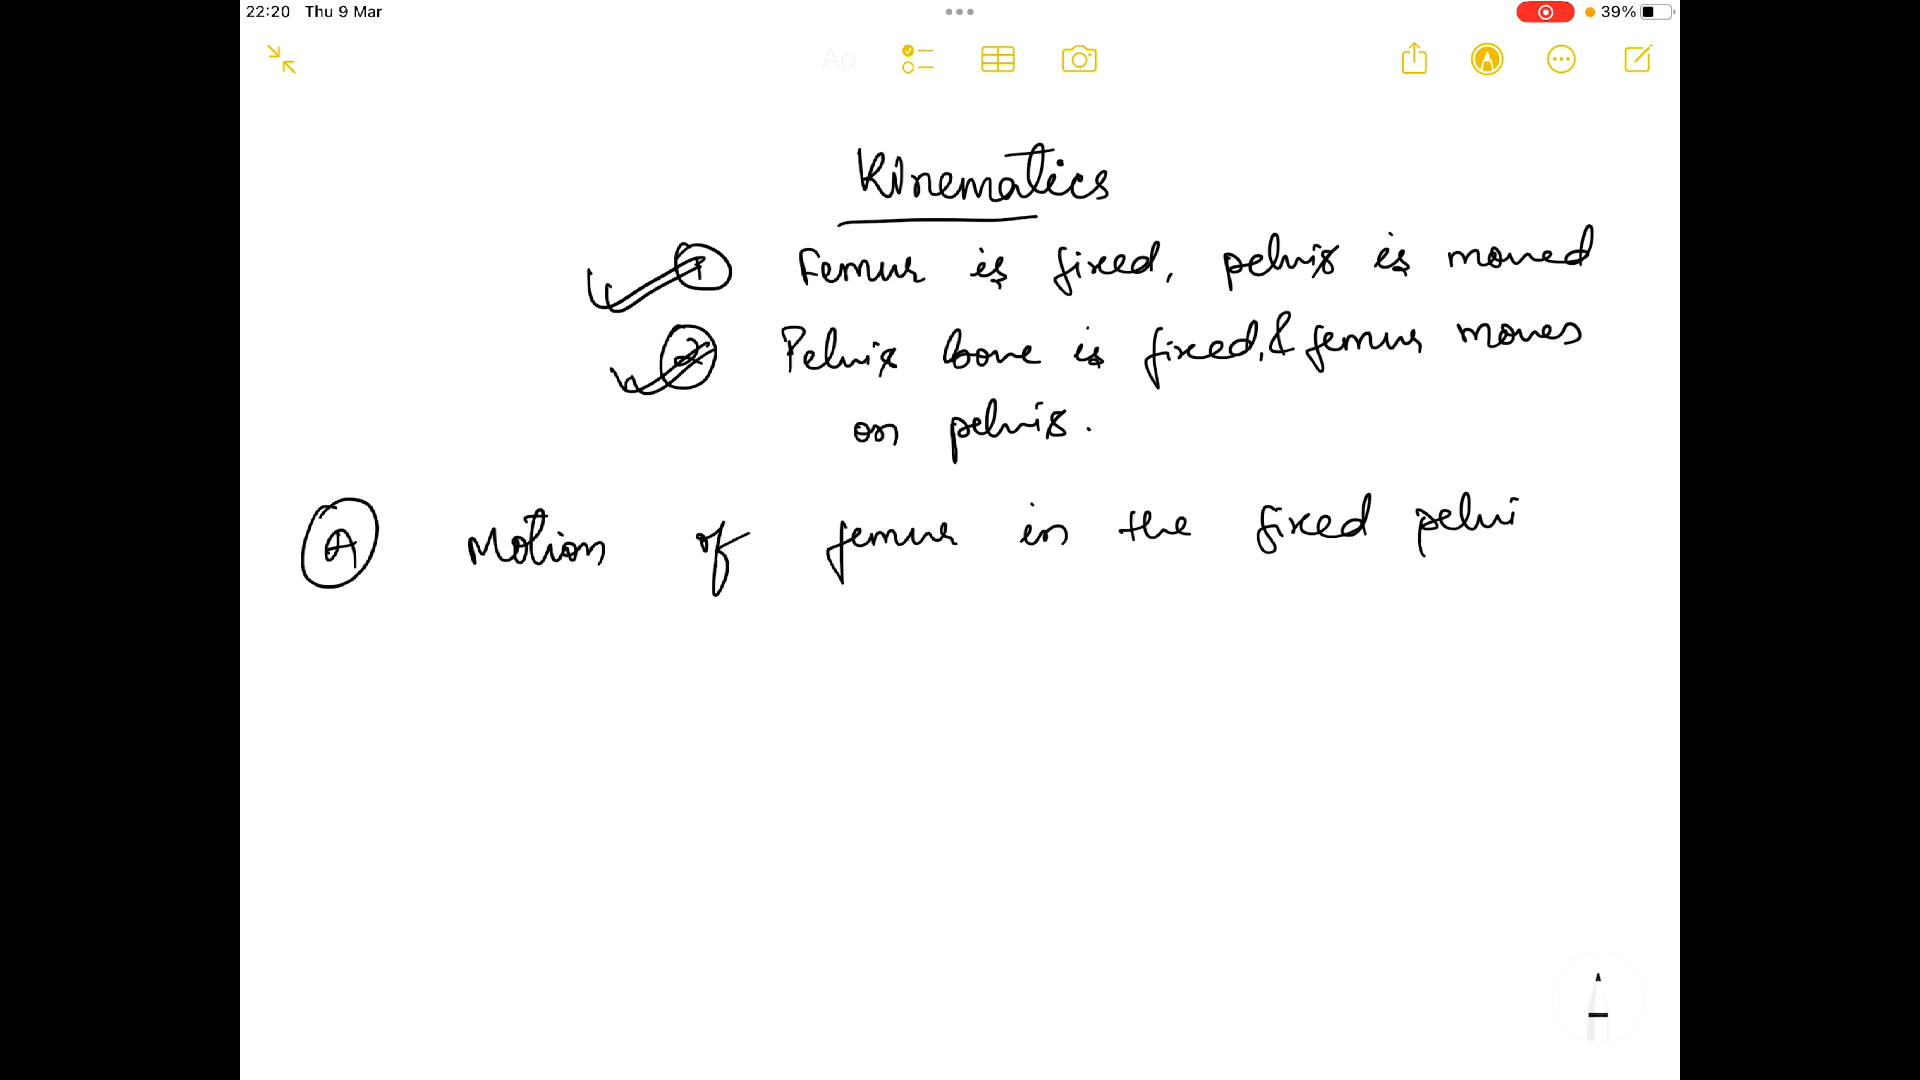 22:20 Thu 9 Mar
39%
Aa
Kinematics
1 Femur is fixed, pelvis is moved
2 Pelvis bone is fixed, & femur moves
on pelvis.
A Motion of femur in the fixed pelvi